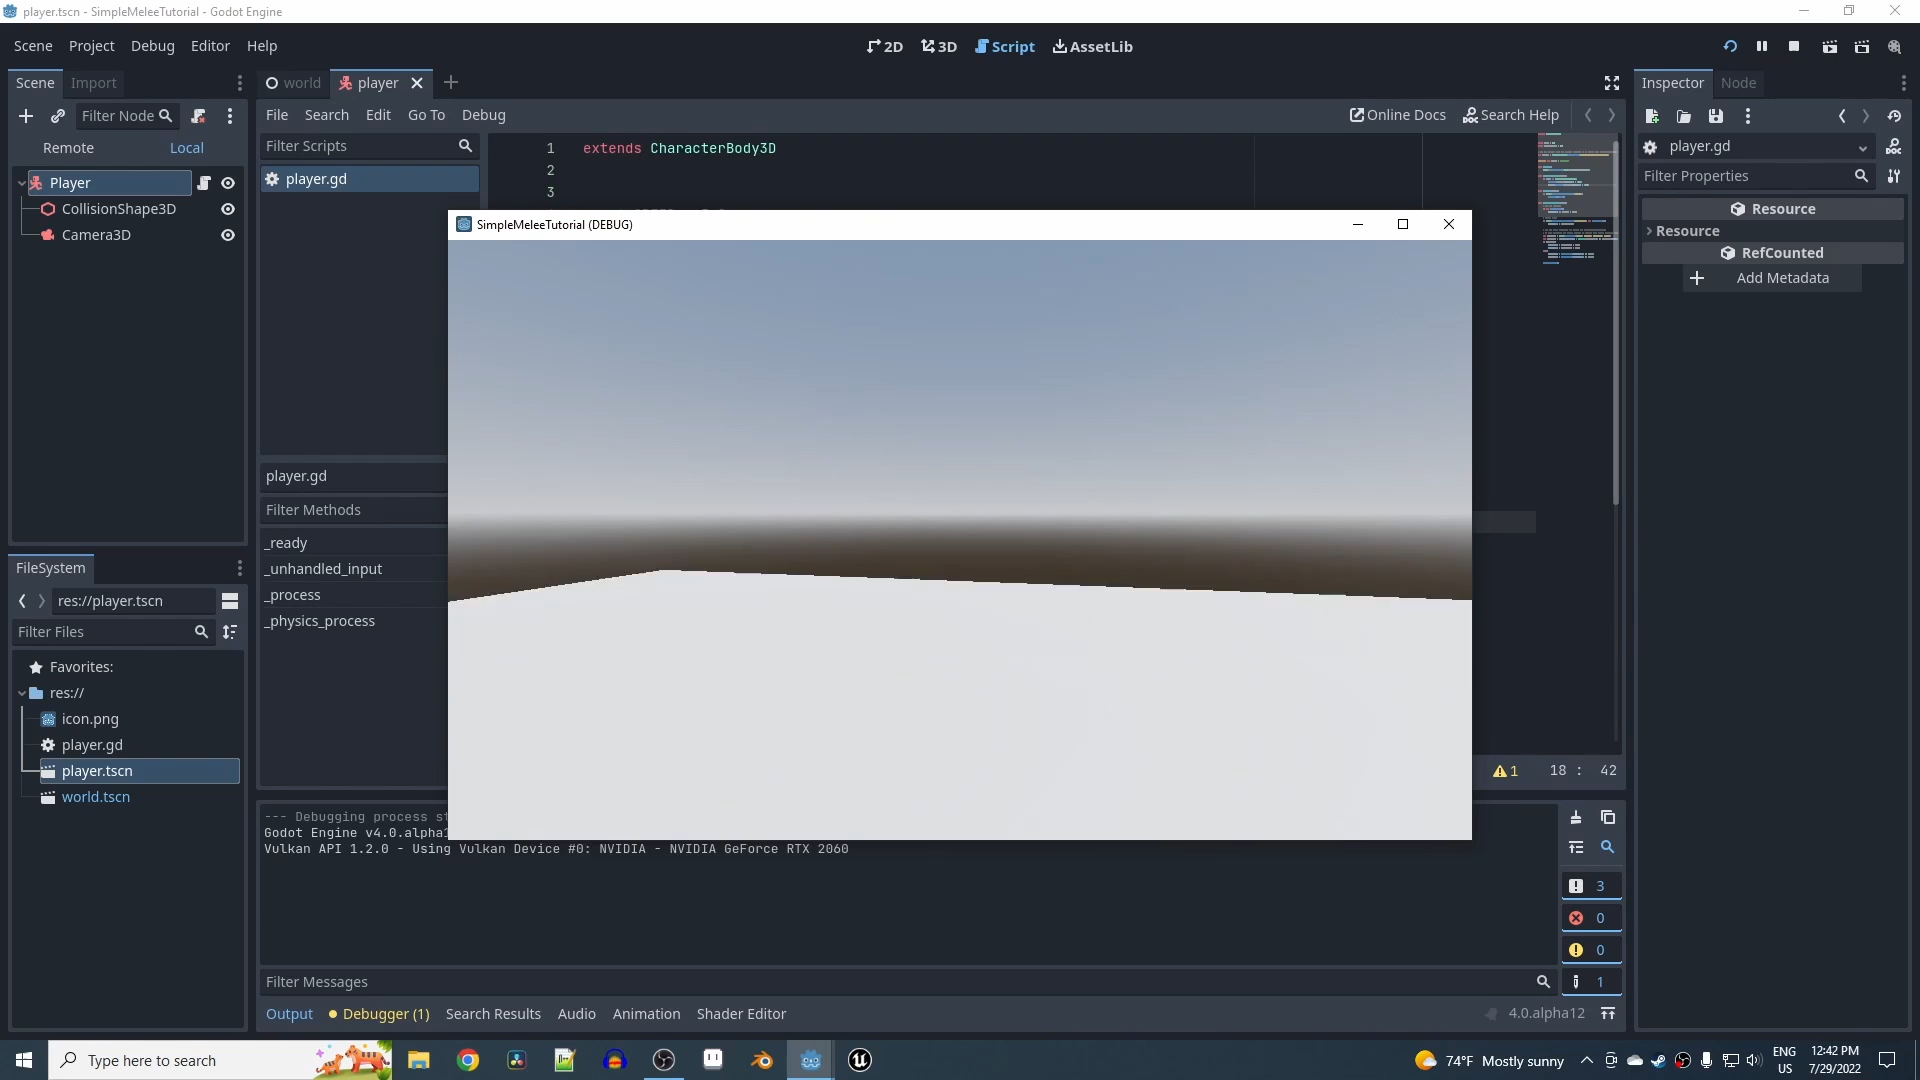 player.tscn - SimpleMeleeTutorial - Godot Engine
Scene Project Debug Editor Help
2D 3D Script AssetLib
Scene Import
world player
Inspector Node
Filter Node
File Search Edit Go To Debug
Online Docs Search Help
Remote Local
Filter Scripts
1 extends CharacterBody3D
2
3
player.gd
Filter Properties
Player
CollisionShape3D
Camera3D
player.gd
Resource
Resource
RefCounted
Add Metadata
SimpleMeleeTutorial (DEBUG)
player.gd
Filter Methods
_ready
_unhandled_input
_process
_physics_process
FileSystem
res://player.tscn
Filter Files
Favorites:
res://
icon.png
player.gd
player.tscn
world.tscn
1 18 : 42
--- Debugging process st
Godot Engine v4.0.alpha1
Vulkan API 1.2.0 - Using Vulkan Device #0: NVIDIA - NVIDIA GeForce RTX 2060
3
0
0
1
Filter Messages
Output Debugger (1) Search Results Audio Animation Shader Editor
4.0.alpha12
Type here to search
74°F Mostly sunny
ENG
US
12:42 PM
7/29/2022